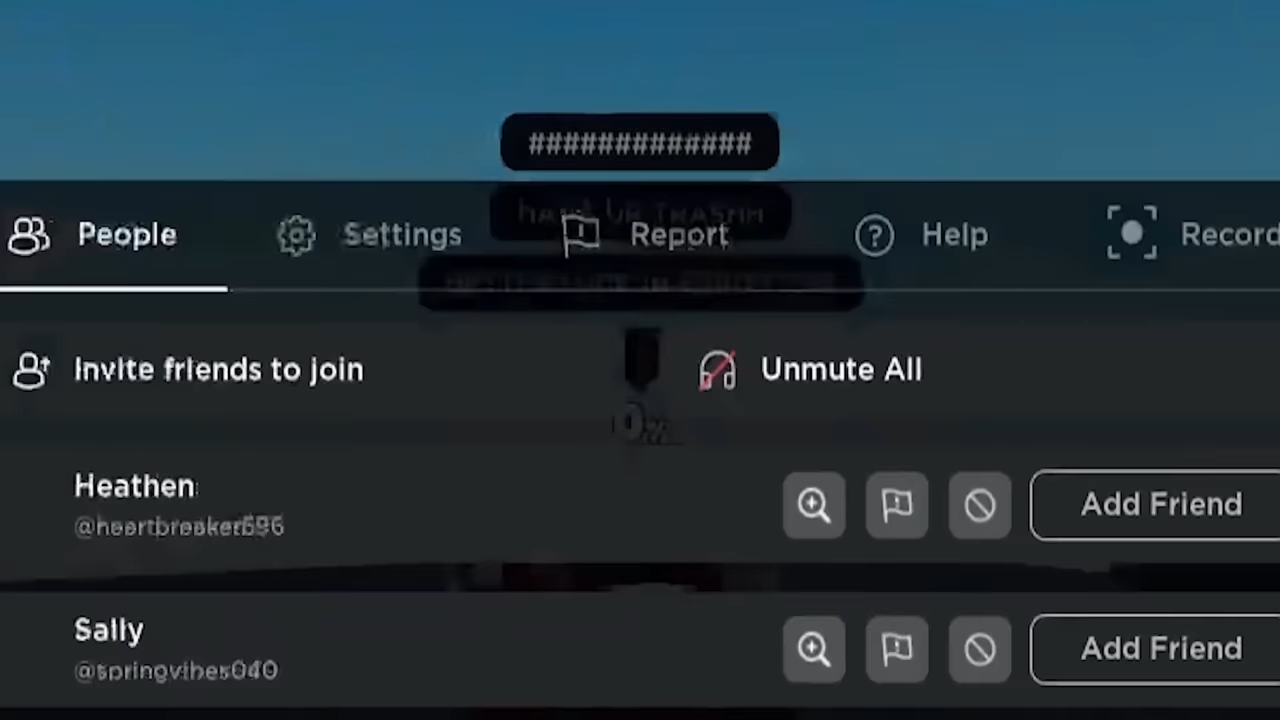 #############
People Settings Report Help Record
Invite friends to join Unmute All
Heathen
@heartbreaker696 Add Friend
Sally
@springvibes040 Add Friend